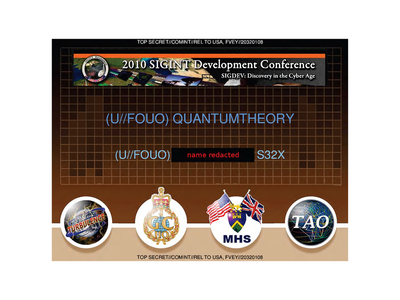 TOP SECRET//COMINT//REL TO USA, FVEY//20320108
2010 SIGINT Development Conference
SIGDEV: Discovery in the Cyber Age
(U//FOUO) QUANTUMTHEORY
(U//FOUO) name redacted S32X
MHS
TAO
TOP SECRET//COMINT//REL TO USA, FVEY//20320108